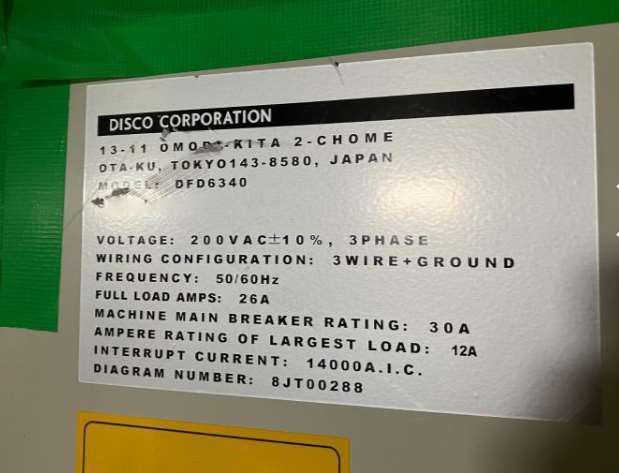 DISCO CORPORATION
13-11 -KITA 2-CHOME
OTA-KU, TOKYO143-8580, JAPAN
MODEL: DFD6340
VOLTAGE: 200VAC±10%, 3PHASE
WIRING CONFIGURATION: 3WIRE+GROUND
FREQUENCY: 50/60Hz
FULL LOAD AMPS: 26A
MACHINE MAIN BREAKER RATING: 30A
AMPERE RATING OF LARGEST LOAD: 12A
INTERRUPT CURRENT: 14000A.I.C.
DIAGRAM NUMBER: 8JT00288